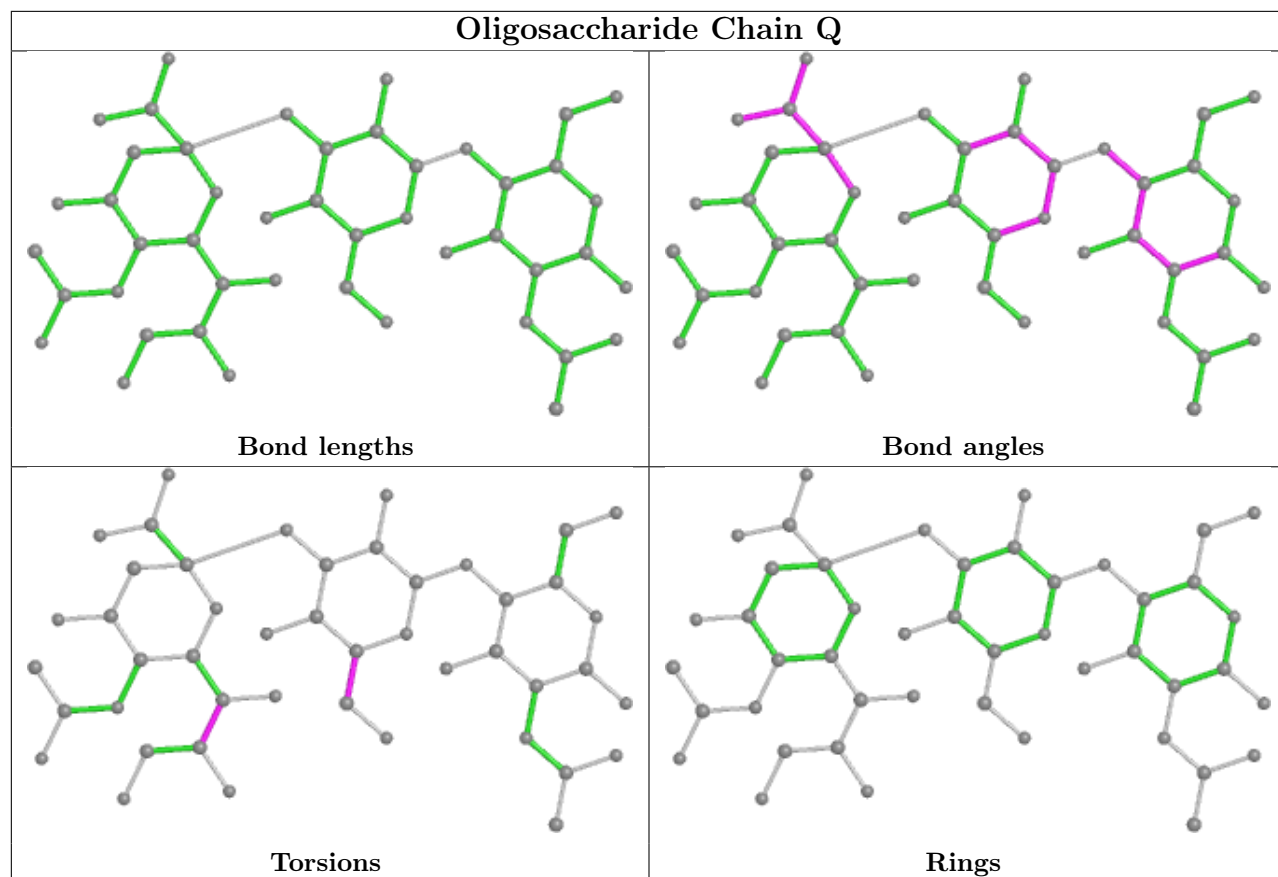 Oligosaccharide Chain Q
Bond lengths
Bond angles
Torsions
Rings